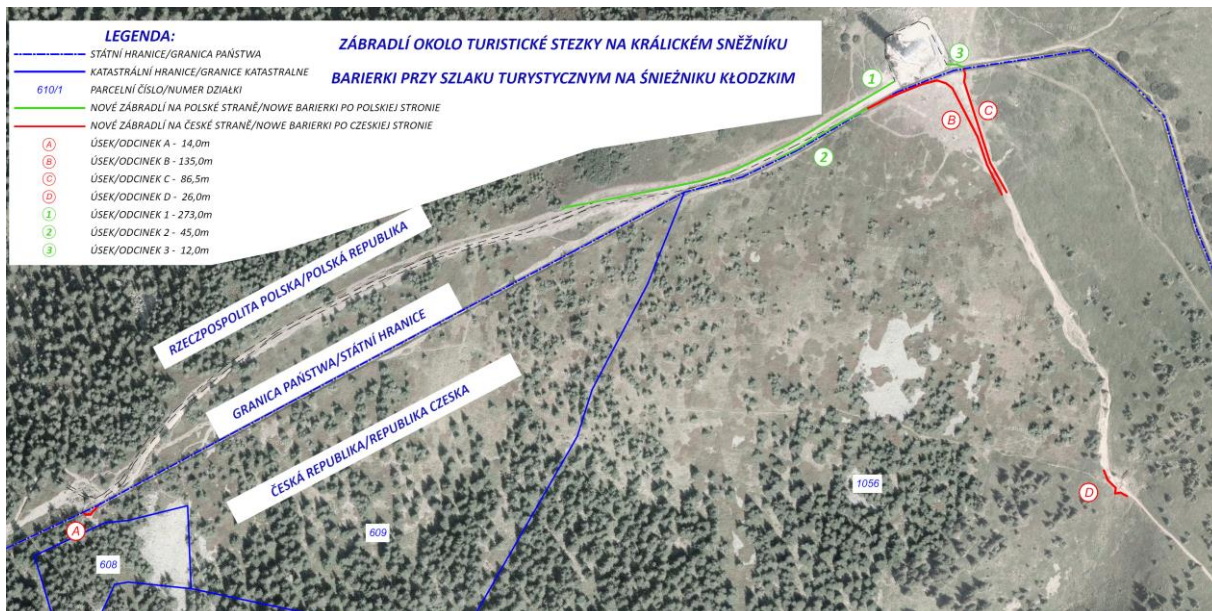 LEGENDA:
STÁTNÍ HRANICE/GRANICA PAŃSTWA
KATASTRÁLNÍ HRANICE/GRANICE KATASTRALNE
610/1 PARCELNÍ ČÍSLO/NUMER DZIAŁKI
NOVÉ ZÁBRADLÍ NA POLSKÉ STRANĚ/NOWE BARIERKI PO POLSKIEJ STRONIE
NOVÉ ZÁBRADLÍ NA ČESKÉ STRANĚ/NOWE BARIERKI PO CZESKIEJ STRONIE
A ÚSEK/ODCINEK A - 14,0m
B ÚSEK/ODCINEK B - 135,0m
C ÚSEK/ODCINEK C - 86,5m
D ÚSEK/ODCINEK D - 26,0m
1 ÚSEK/ODCINEK 1 - 273,0m
2 ÚSEK/ODCINEK 2 - 45,0m
3 ÚSEK/ODCINEK 3 - 12,0m
ZÁBRADLÍ OKOLO TURISTICKÉ STEZKY NA KRÁLICKÉM SNĚŽNÍKU
BARIERKI PRZY SZLAKU TURYSTYCZNYM NA ŚNIEŻNIKU KŁODZKIM
3
1
C
B
2
RZECZPOSPOLITA POLSKA/POLSKÁ REPUBLIKA
GRANICA PAŃSTWA/STÁTNÍ HRANICE
ČESKÁ REPUBLIKA/REPUBLIKA CZESKA
1056
D
A
609
608